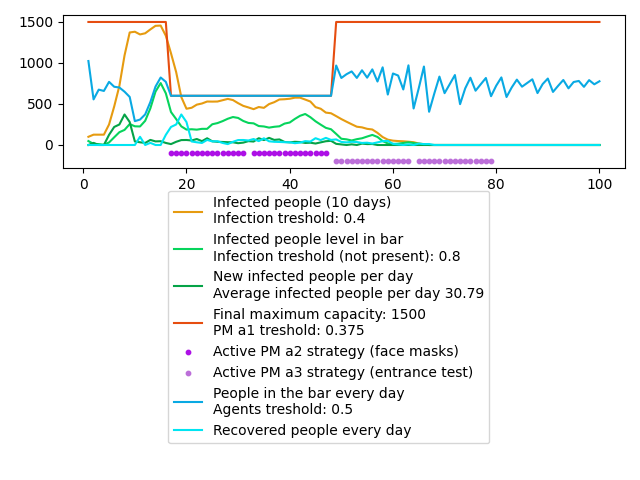 1500
1000
500
0
0
20
40
60
80
100
Infected people (10 days)
Infection treshold: 0.4
Infected people level in bar
Infection treshold (not present): 0.8
New infected people per day
Average infected people per day 30.79
Final maximum capacity: 1500
PM a1 treshold: 0.375
Active PM a2 strategy (face masks)
Active PM a3 strategy (entrance test)
People in the bar every day
Agents treshold: 0.5
Recovered people every day